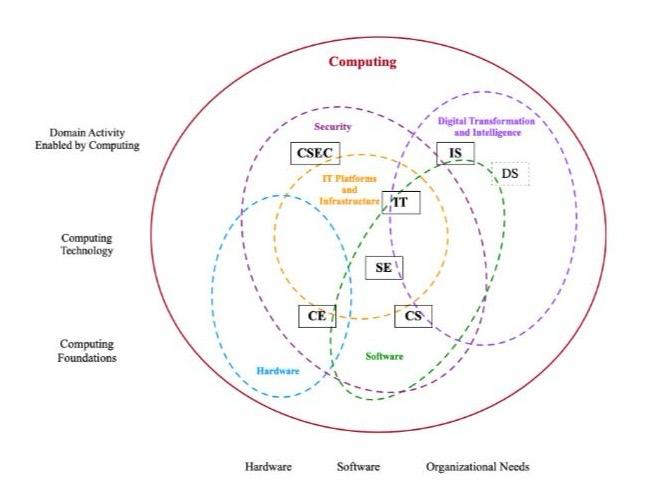 Computing
Domain Activity
Enabled by Computing
Security
Digital Transformation
and Intelligence
CSEC
IS
DS
IT Platforms
and
Infrastructure
IT
Computing
Technology
SE
CE
CS
Computing
Foundations
Software
Hardware
Hardware
Software
Organizational Needs